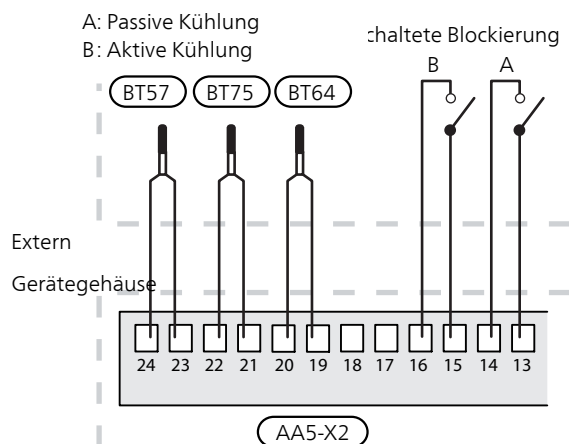 A: Passive Kühlung
B: Aktive Kühlung
chaltete Blockierung
B A
BT57 BT75 BT64
Extern
Gerätegehäuse
24 23 22 21 20 19 18 17 16 15 14 13
AA5-X2